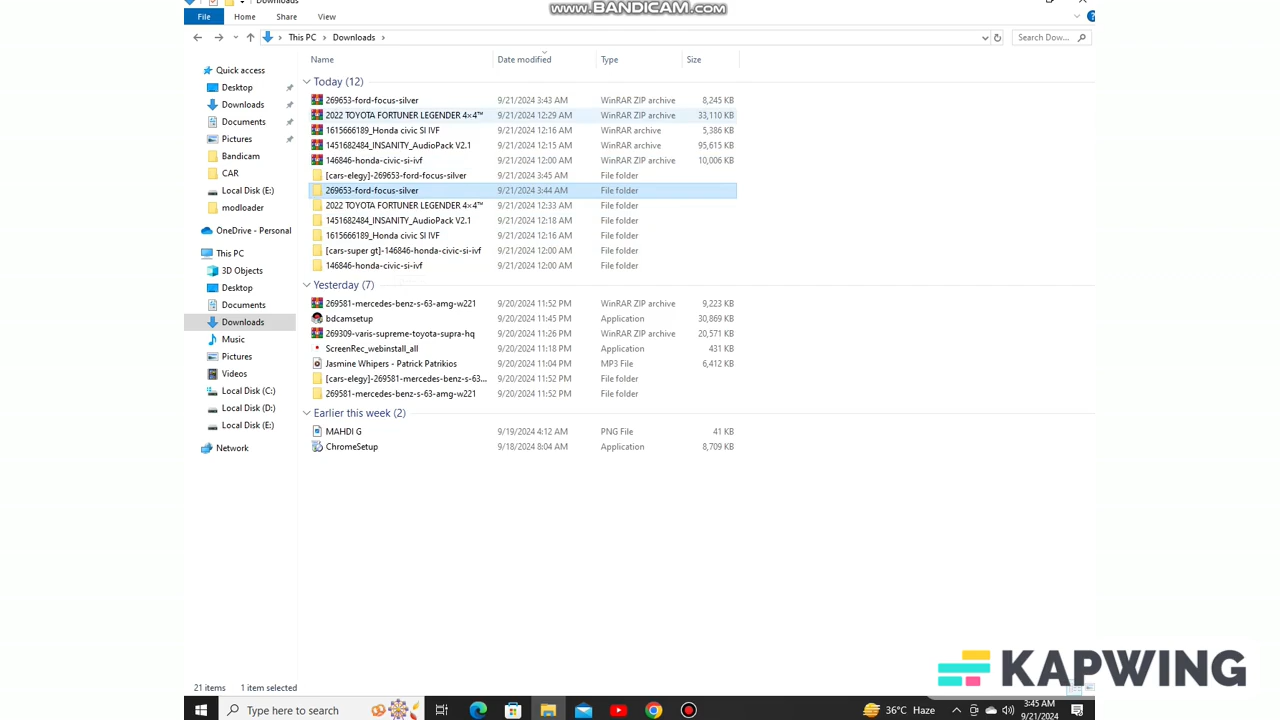 Downloads
www.BANDICAM.com
File Home Share View
This PC Downloads Search Dow...
Name Date modified Type Size
Quick access
Desktop
Downloads
Documents
Pictures
Bandicam
CAR
Local Disk (E:)
modloader
OneDrive - Personal
This PC
3D Objects
Desktop
Documents
Downloads
Music
Pictures
Videos
Local Disk (C:)
Local Disk (D:)
Local Disk (E:)
Network
Today (12)
269653-ford-focus-silver 9/21/2024 3:43 AM WinRAR ZIP archive 8,245 KB
2022 TOYOTA FORTUNER LEGENDER 4×4™ 9/21/2024 12:29 AM WinRAR ZIP archive 33,110 KB
1615666189_Honda civic SI IVF 9/21/2024 12:16 AM WinRAR archive 5,386 KB
1451682484_INSANITY_AudioPack V2.1 9/21/2024 12:15 AM WinRAR archive 95,615 KB
146846-honda-civic-si-ivf 9/21/2024 12:00 AM WinRAR ZIP archive 10,006 KB
[cars-elegy]-269653-ford-focus-silver 9/21/2024 3:45 AM File folder
269653-ford-focus-silver 9/21/2024 3:44 AM File folder
2022 TOYOTA FORTUNER LEGENDER 4×4™ 9/21/2024 12:33 AM File folder
1451682484_INSANITY_AudioPack V2.1 9/21/2024 12:18 AM File folder
1615666189_Honda civic SI IVF 9/21/2024 12:16 AM File folder
[cars-super gt]-146846-honda-civic-si-ivf 9/21/2024 12:00 AM File folder
146846-honda-civic-si-ivf 9/21/2024 12:00 AM File folder
Yesterday (7)
269581-mercedes-benz-s-63-amg-w221 9/20/2024 11:52 PM WinRAR ZIP archive 9,223 KB
bdcamsetup 9/20/2024 11:45 PM Application 30,869 KB
269309-varis-supreme-toyota-supra-hq 9/20/2024 11:26 PM WinRAR ZIP archive 20,571 KB
ScreenRec_webinstall_all 9/20/2024 11:18 PM Application 431 KB
Jasmine Whipers - Patrick Patrikios 9/20/2024 11:04 PM MP3 File 6,412 KB
[cars-elegy]-269581-mercedes-benz-s-63... 9/20/2024 11:52 PM File folder
269581-mercedes-benz-s-63-amg-w221 9/20/2024 11:52 PM File folder
Earlier this week (2)
MAHDI G 9/19/2024 4:12 AM PNG File 41 KB
ChromeSetup 9/18/2024 8:04 AM Application 8,709 KB
KAPWING
21 items 1 item selected
Type here to search 36°C Haze 3:45 AM
9/21/2024